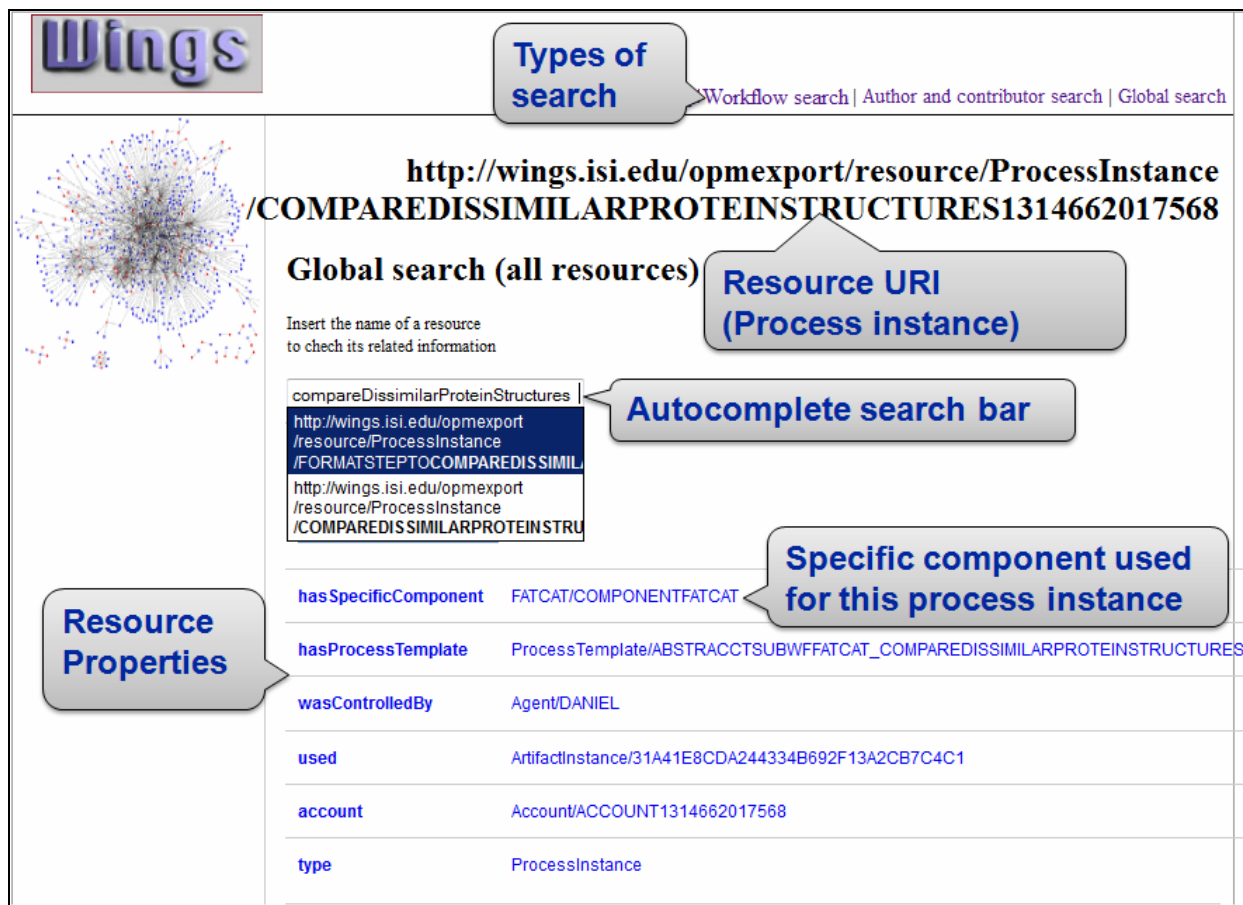 Wings
Types of
search
Workflow search | Author and contributor search | Global search
http://wings.isi.edu/opmexport/resource/ProcessInstance
/COMPAREDISSIMILARPROTEINSTRUCTURES1314662017568
Global search (all resources)
Resource URI
(Process instance)
Insert the name of a resource
to chech its related information
compareDissimilarProteinStructures
Autocomplete search bar
http://wings.isi.edu/opmexport
/resource/ProcessInstance
/FORMATSTEPTOCOMPAREDISSIMIL
http://wings.isi.edu/opmexport
/resource/ProcessInstance
/COMPAREDISSIMILARPROTEINSTRU
Specific component used
for this process instance
Resource
Properties
hasSpecificComponent FATCAT/COMPONENTFATCAT
hasProcessTemplate ProcessTemplate/ABSTRACCTSUBWFFATCAT_COMPAREDISSIMILARPROTEINSTRUCTURES
wasControlledBy Agent/DANIEL
used ArtifactInstance/31A41E8CDA244334B692F13A2CB7C4C1
account Account/ACCOUNT1314662017568
type ProcessInstance